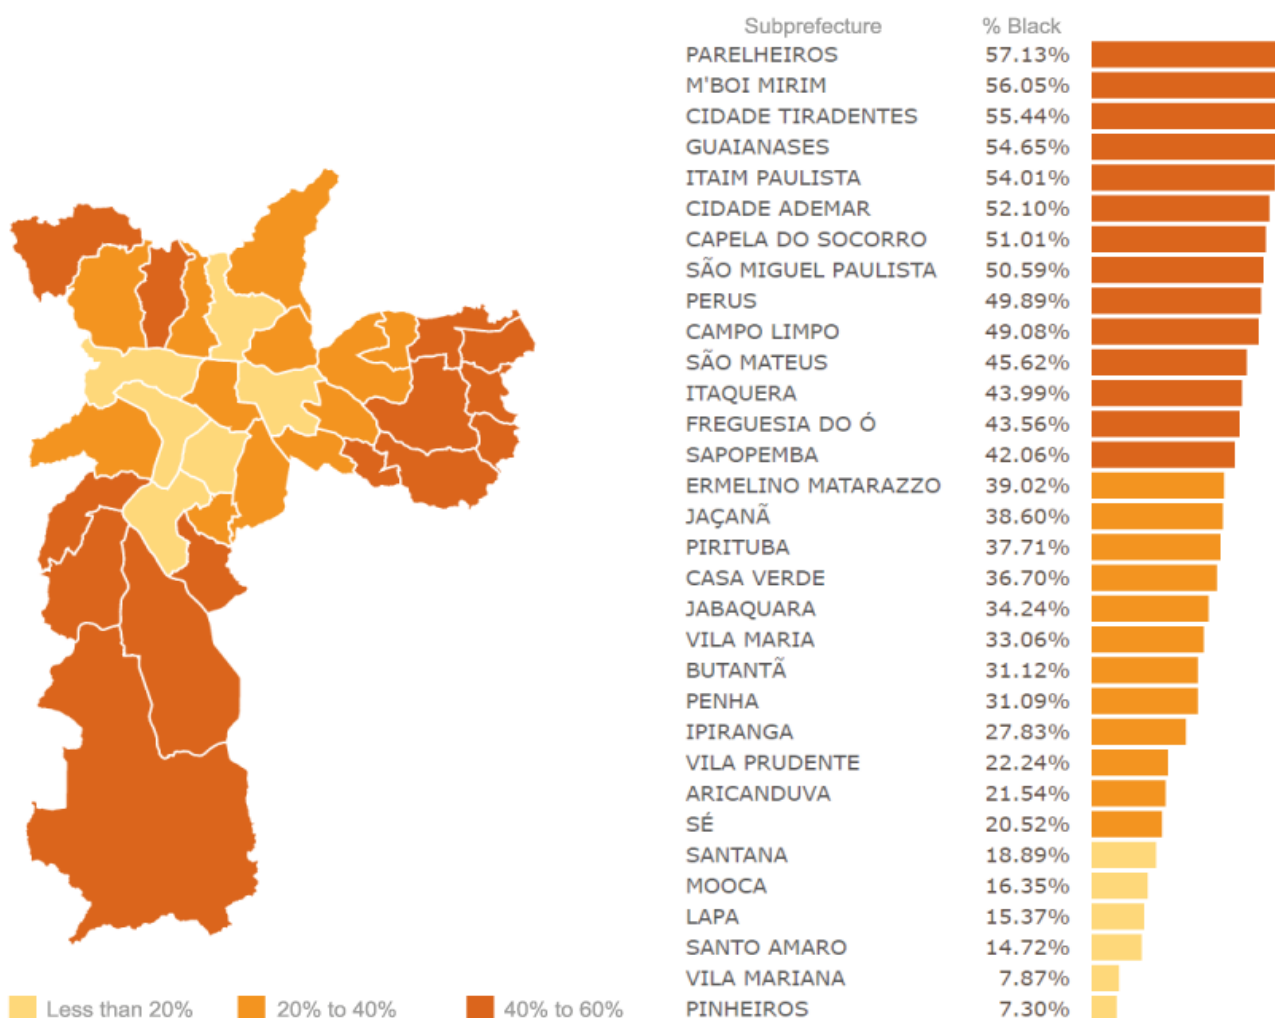 Subprefecture % Black
PARELHEIROS 57.13%
M'BOI MIRIM 56.05%
CIDADE TIRADENTES 55.44%
GUAIANASES 54.65%
ITAIM PAULISTA 54.01%
CIDADE ADEMAR 52.10%
CAPELA DO SOCORRO 51.01%
SÃO MIGUEL PAULISTA 50.59%
PERUS 49.89%
CAMPO LIMPO 49.08%
SÃO MATEUS 45.62%
ITAQUERA 43.99%
FREGUESIA DO Ó 43.56%
SAPOPEMBA 42.06%
ERMELINO MATARAZZO 39.02%
JAÇANÃ 38.60%
PIRITUBA 37.71%
CASA VERDE 36.70%
JABAQUARA 34.24%
VILA MARIA 33.06%
BUTANTÃ 31.12%
PENHA 31.09%
IPIRANGA 27.83%
VILA PRUDENTE 22.24%
ARICANDUVA 21.54%
SÉ 20.52%
SANTANA 18.89%
MOOCA 16.35%
LAPA 15.37%
SANTO AMARO 14.72%
VILA MARIANA 7.87%
PINHEIROS 7.30%
Less than 20% 20% to 40% 40% to 60%